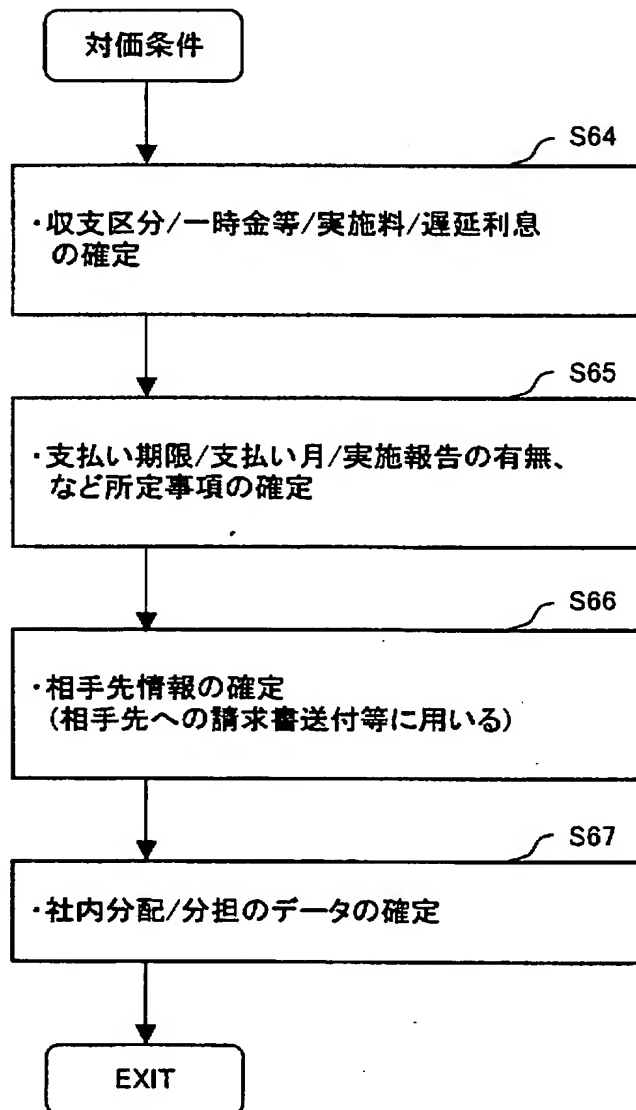 対価条件
S64
・収支区分/一時金等/実施料/遅延利息
の確定
S65
・支払い期限/支払い月/実施報告の有無、
など所定事項の確定
S66
・相手先情報の確定
(相手先への請求書送付等に用いる)
S67
・社内分配/分担のデータの確定
EXIT